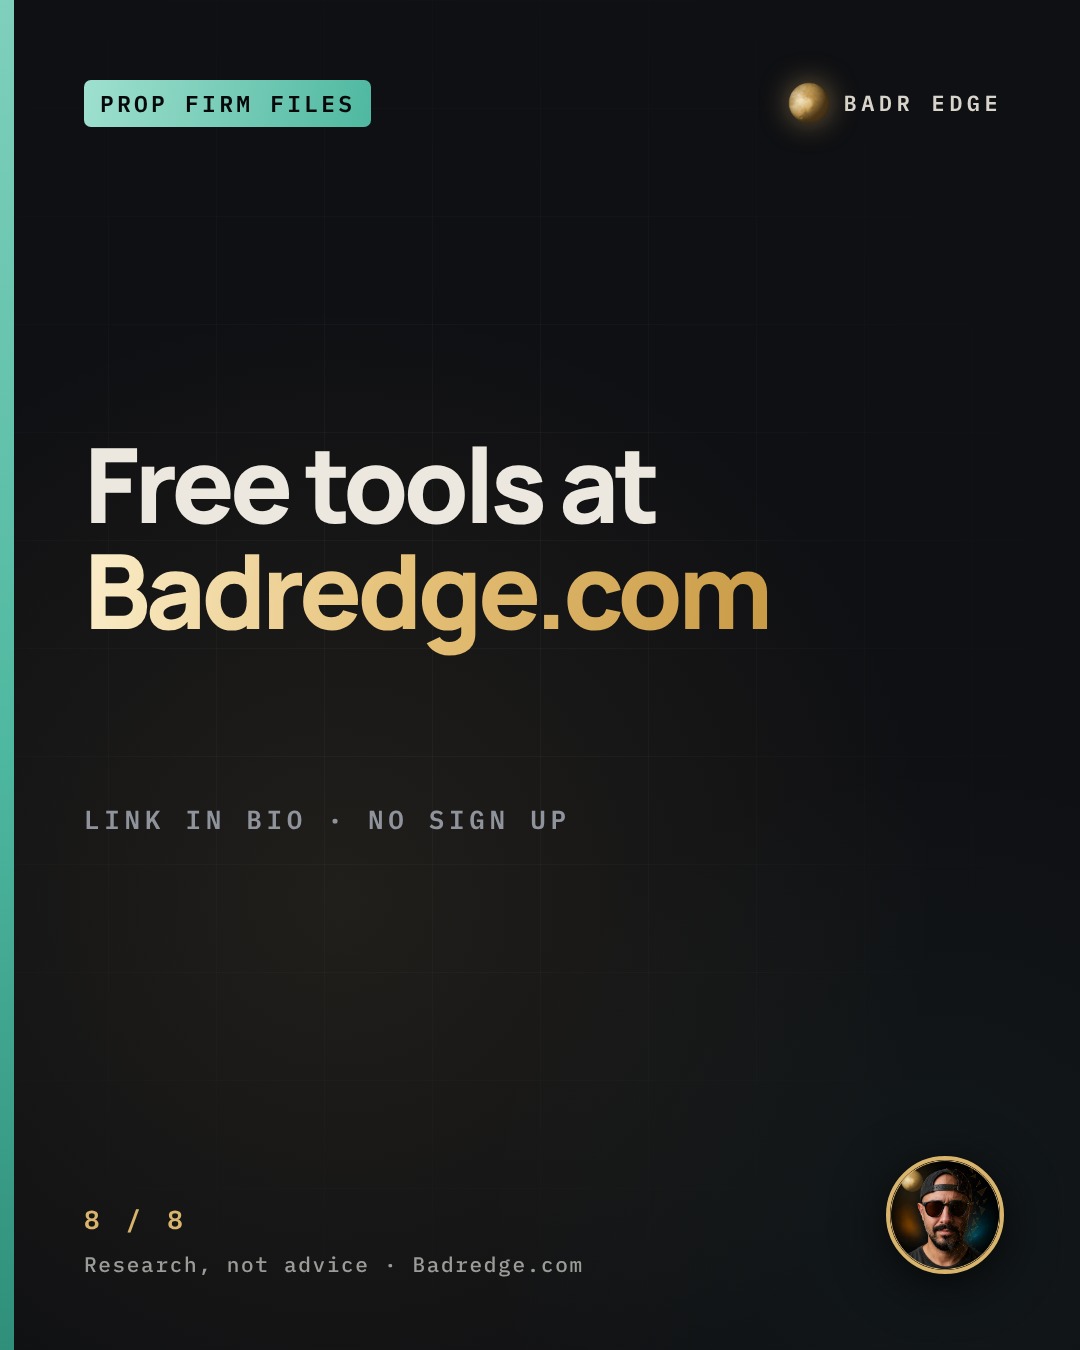 PROP FIRM FILES
BADR EDGE
Free tools at
Badredge.com
LINK IN BIO · NO SIGN UP
8 / 8
Research, not advice · Badredge.com